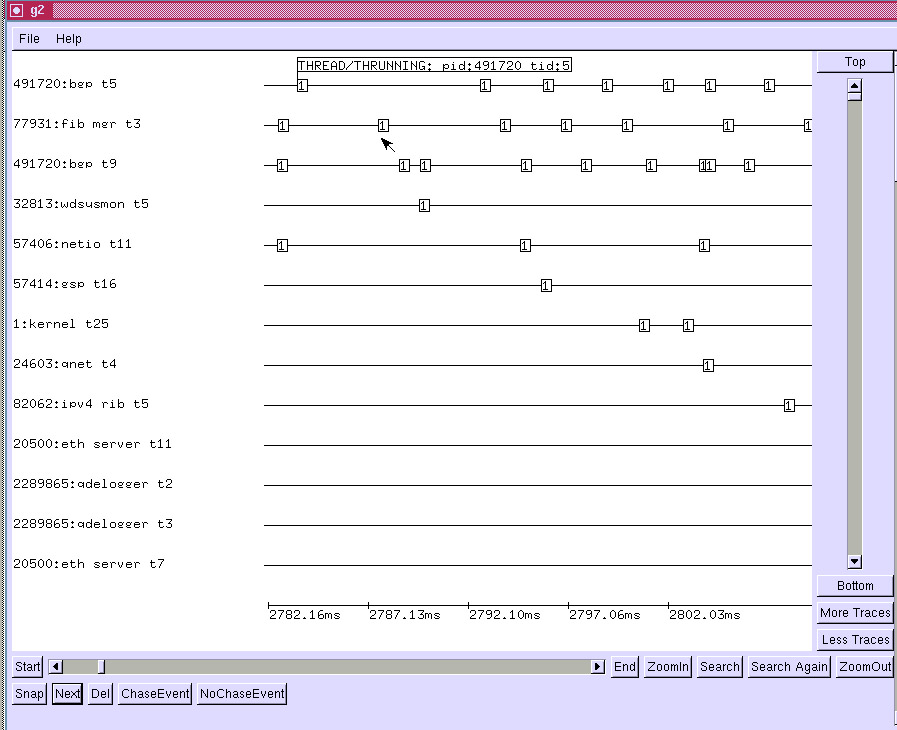 g2
File Help
THREAD/THRUNNING: pid:491720 tid:5
491720:bgp t5 1 1 1 1 1 1 1
77931:fib mgr t3 1 1 1 1 1 1 1
491720:bgp t9 1 1 1 1 1 1 1 1 1
32813:wdsysmon t5 1
57406:netio t11 1 1 1
57414:gsp t16 1
1:kernel t25 1 1
24603:qnet t4 1
82062:ipv4 rib t5 1
20500:eth server t11
2289865:qdelogger t2
2289865:qdelogger t3
20500:eth server t7
2782.16ms 2787.13ms 2792.10ms 2797.06ms 2802.03ms
Top
Bottom
More Traces
Less Traces
Start End ZoomIn Search Search Again ZoomOut
Snap Next Del ChaseEvent NoChaseEvent